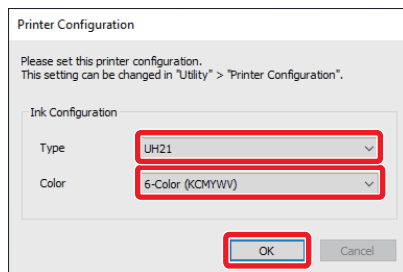 Printer Configuration
Please set this printer configuration.
This setting can be changed in "Utility" > "Printer Configuration".
Ink Configuration
Type UH21
Color 6-Color (KCMYWV)
OK Cancel